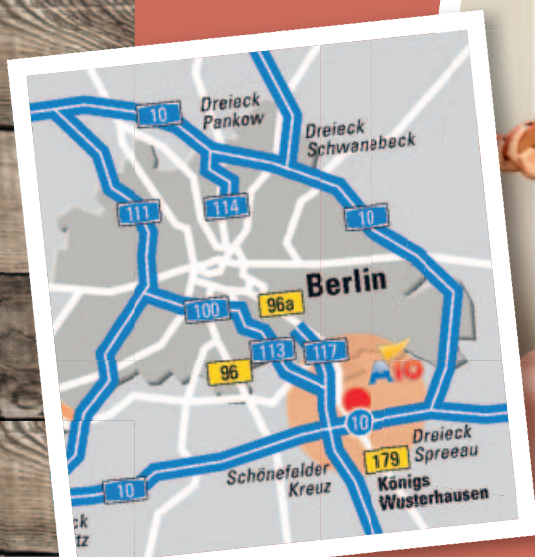 10
Dreieck
Pankow
Dreieck
Schwanebeck
111
114
10
Berlin
100
96a
113
117
96
A10
10
Dreieck
Spreeau
179
Schönefelder
Kreuz
10
Königs
Wusterhausen
ck
tz